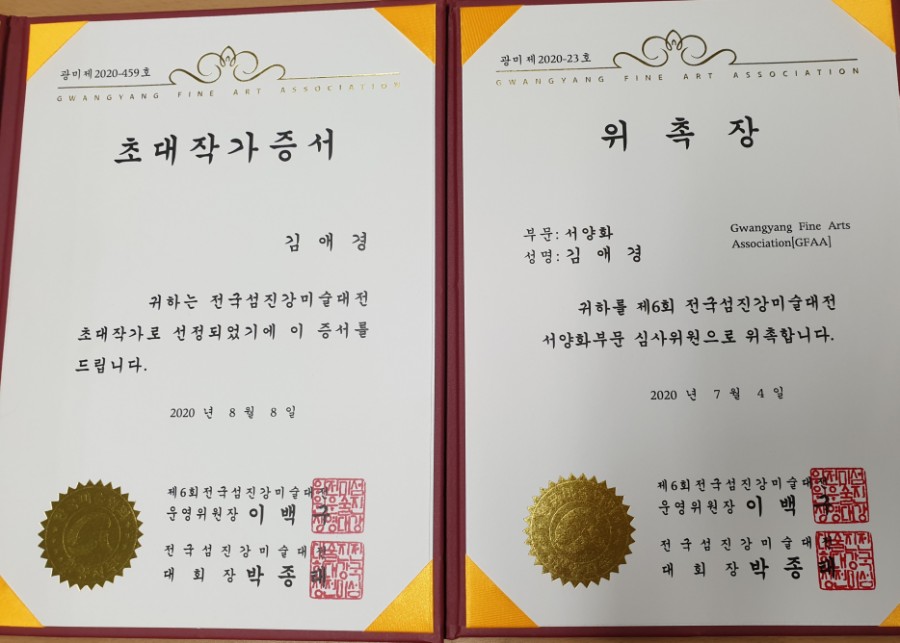 광미제2020-459호
GWANGYANG FINE ART ASSOCIATION
초대작가증서
김 애 경
귀하는 전국섬진강미술대전
초대작가로 선정되었기에 이 증서를
드립니다.
2020 년 8 월 8 일
제6회전국섬진강미술대전
운영위원장 이 백 규
전국섬진강미술대전
대 회 장 박 종 태
광미제2020-23호
GWANGYANG FINE ART ASSOCIATION
위 촉 장
부문: 서양화
성명: 김 애 경
Gwangyang Fine Arts
Association[GFAA]
귀하를 제6회 전국섬진강미술대전
서양화부문 심사위원으로 위촉합니다.
2020 년 7 월 4 일
제6회전국섬진강미술대전
운영위원장 이 백 규
전국섬진강미술대전
대 회 장 박 종 태